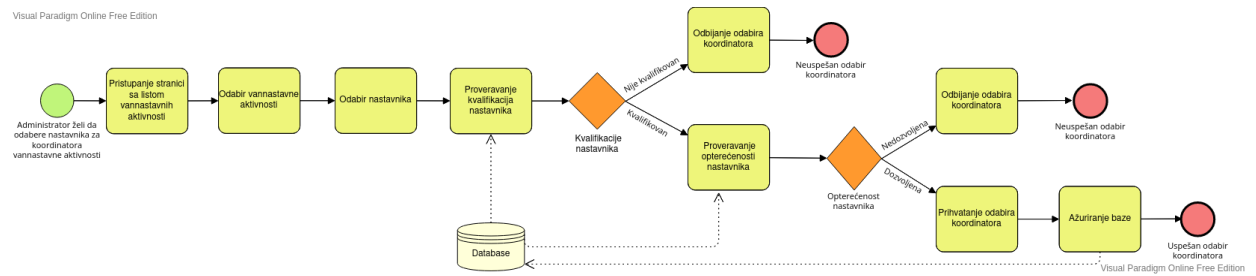 Visual Paradigm Online Free Edition
Administrator želi da
odabere nastavnika za
koordinatora
vannastavne aktivnosti
Pristupanje stranici
sa listom
vannastavnih
aktivnosti
Odabir vannastavne
aktivnosti
Odabir nastavnika
Proveravanje
kvalifikacija
nastavnika
Kvalifikacije
nastavnika
Nije kvalifikovan
Kvalifikovan
Odbijanje odabira
koordinatora
Neuspešan odabir
koordinatora
Proveravanje
opterećenosti
nastavnika
Opterećenost
nastavnika
Nedozvoljena
Dozvoljena
Odbijanje odabira
koordinatora
Neuspešan odabir
koordinatora
Prihvatanje odabira
koordinatora
Ažuriranje baze
Uspešan odabir
koordinatora
Database
Visual Paradigm Online Free Edition